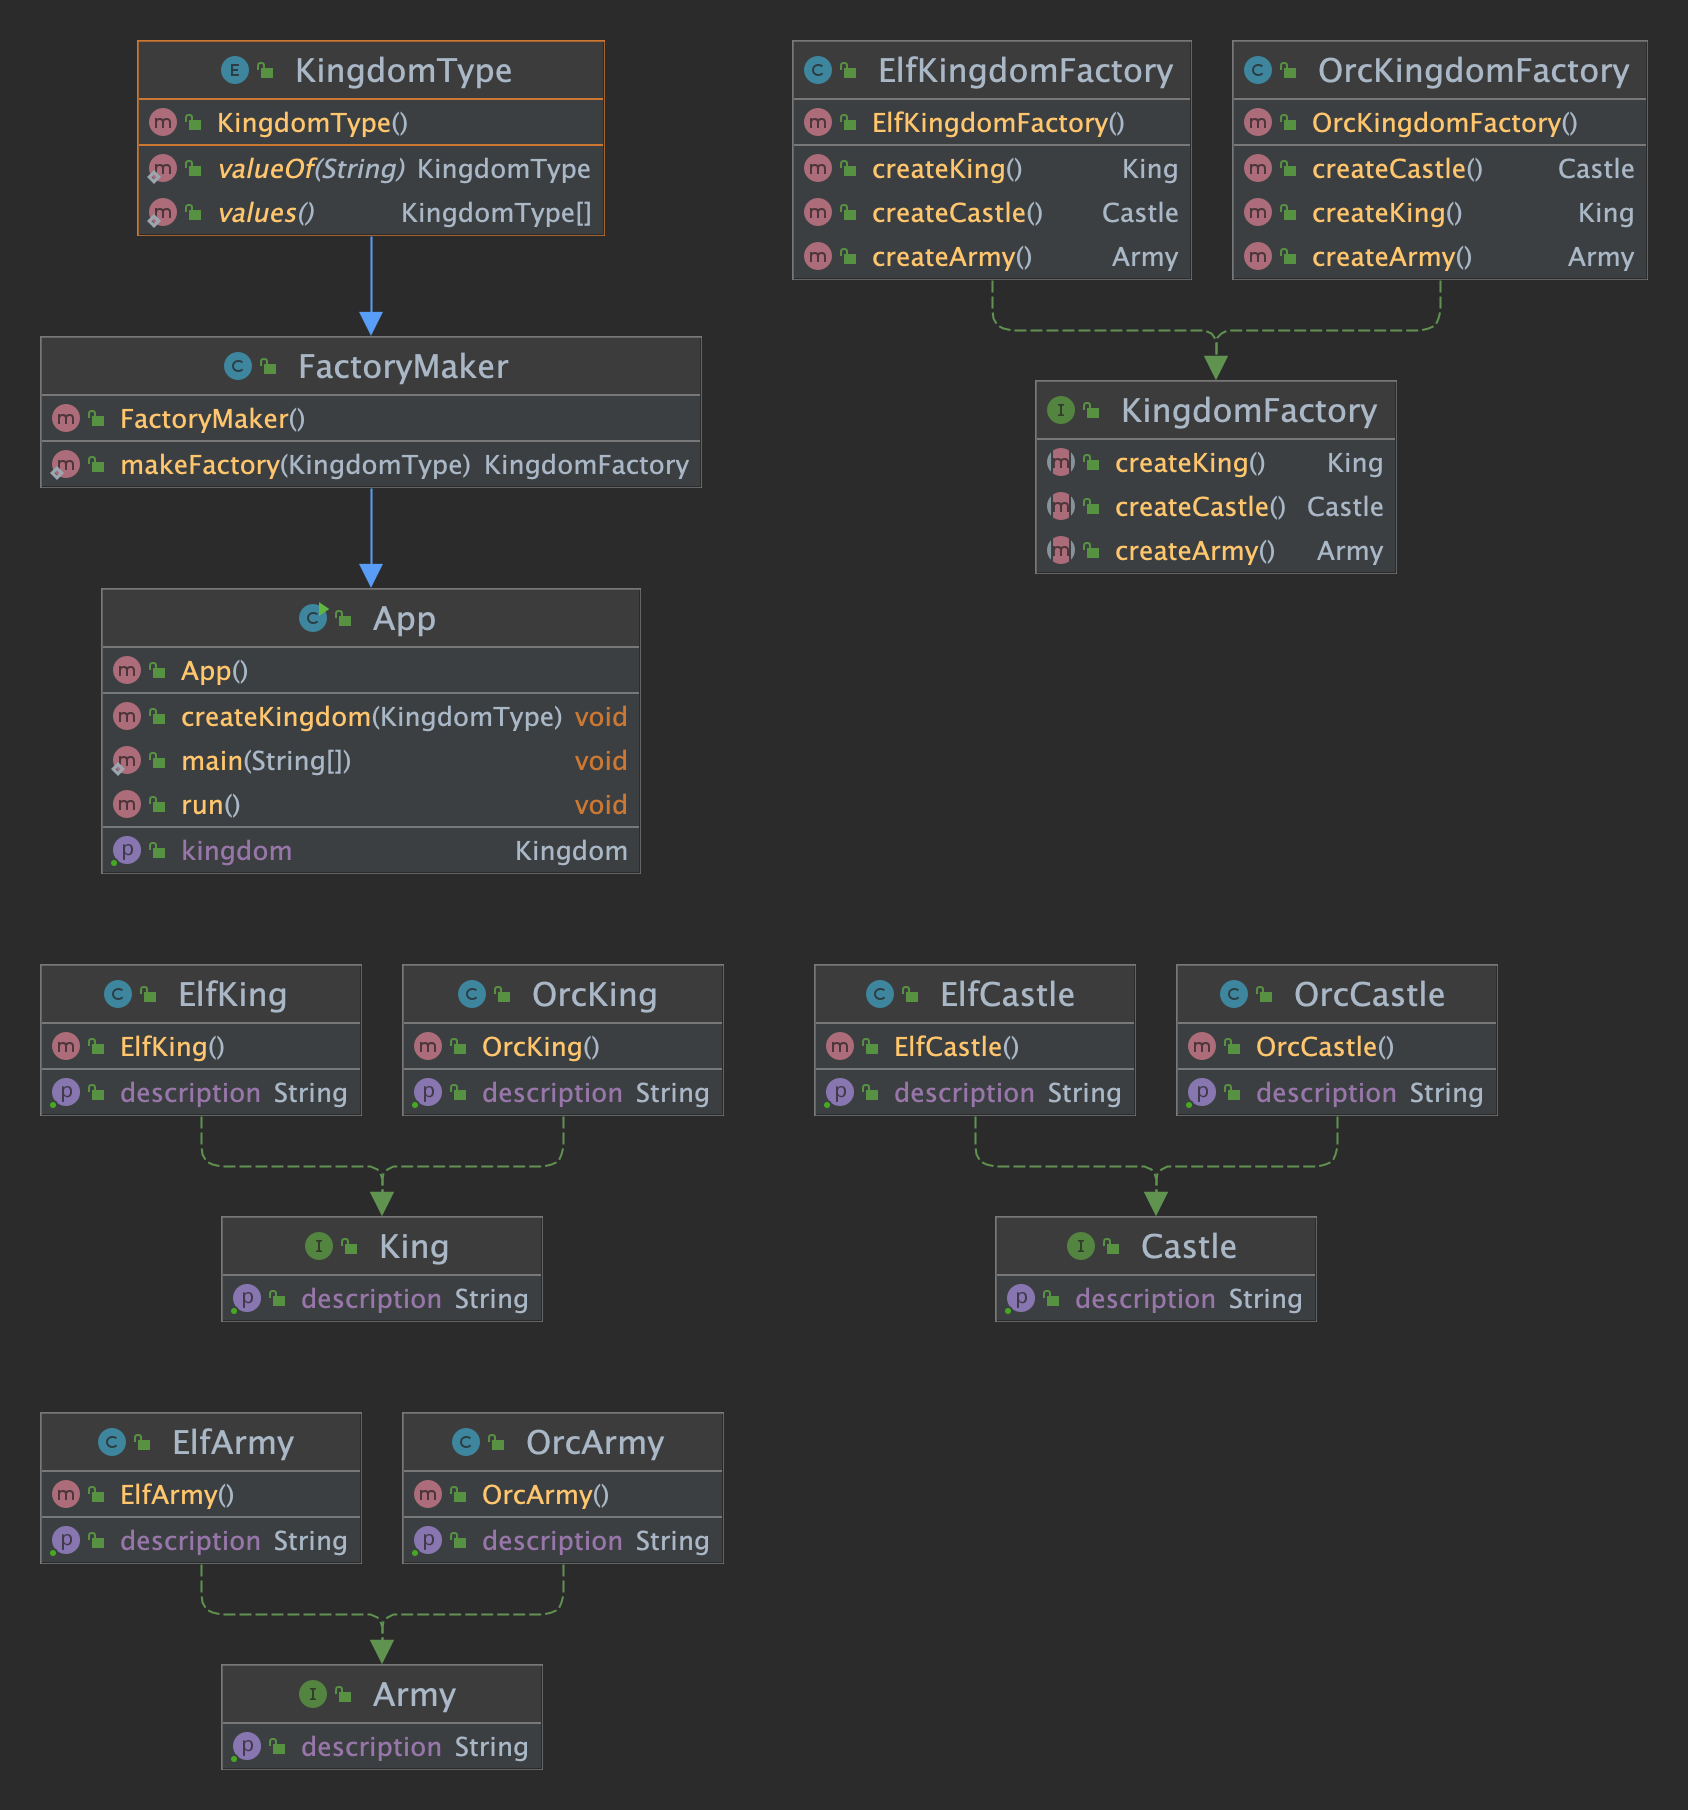 KingdomType
KingdomType()
valueOf(String) KingdomType
values() KingdomType[]
FactoryMaker
FactoryMaker()
makeFactory(KingdomType) KingdomFactory
App
App()
createKingdom(KingdomType) void
main(String[]) void
run() void
kingdom Kingdom
ElfKingdomFactory
ElfKingdomFactory()
createKing() King
createCastle() Castle
createArmy() Army
OrcKingdomFactory
OrcKingdomFactory()
createCastle() Castle
createKing() King
createArmy() Army
KingdomFactory
createKing() King
createCastle() Castle
createArmy() Army
ElfKing
ElfKing()
description String
OrcKing
OrcKing()
description String
King
description String
ElfCastle
ElfCastle()
description String
OrcCastle
OrcCastle()
description String
Castle
description String
ElfArmy
ElfArmy()
description String
OrcArmy
OrcArmy()
description String
Army
description String